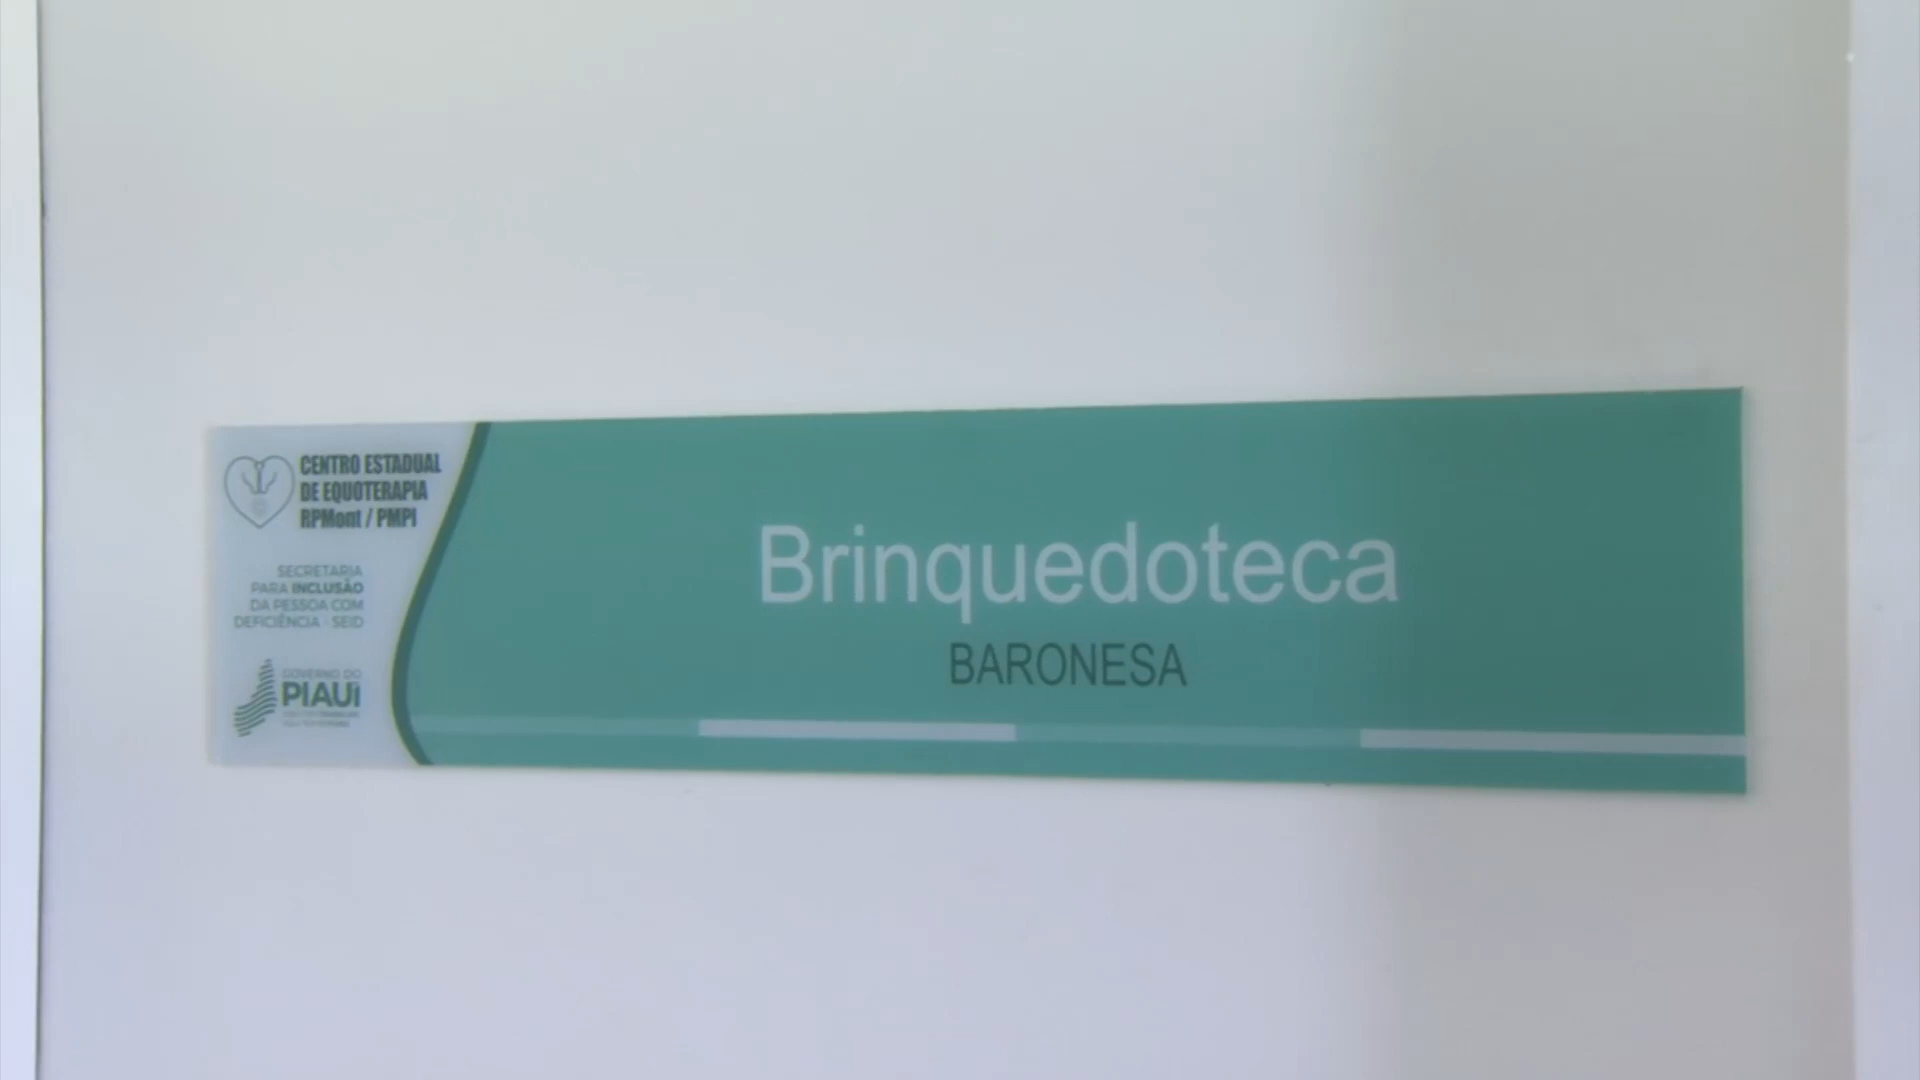 CENTRO ESTADUAL
DE EQUOTERAPIA
RPMont / PMPI
SECRETARIA
PARA INCLUSÃO
DA PESSOA COM
DEFICIÊNCIA - SEID
GOVERNO DO
PIAUÍ
Brinquedoteca
BARONESA